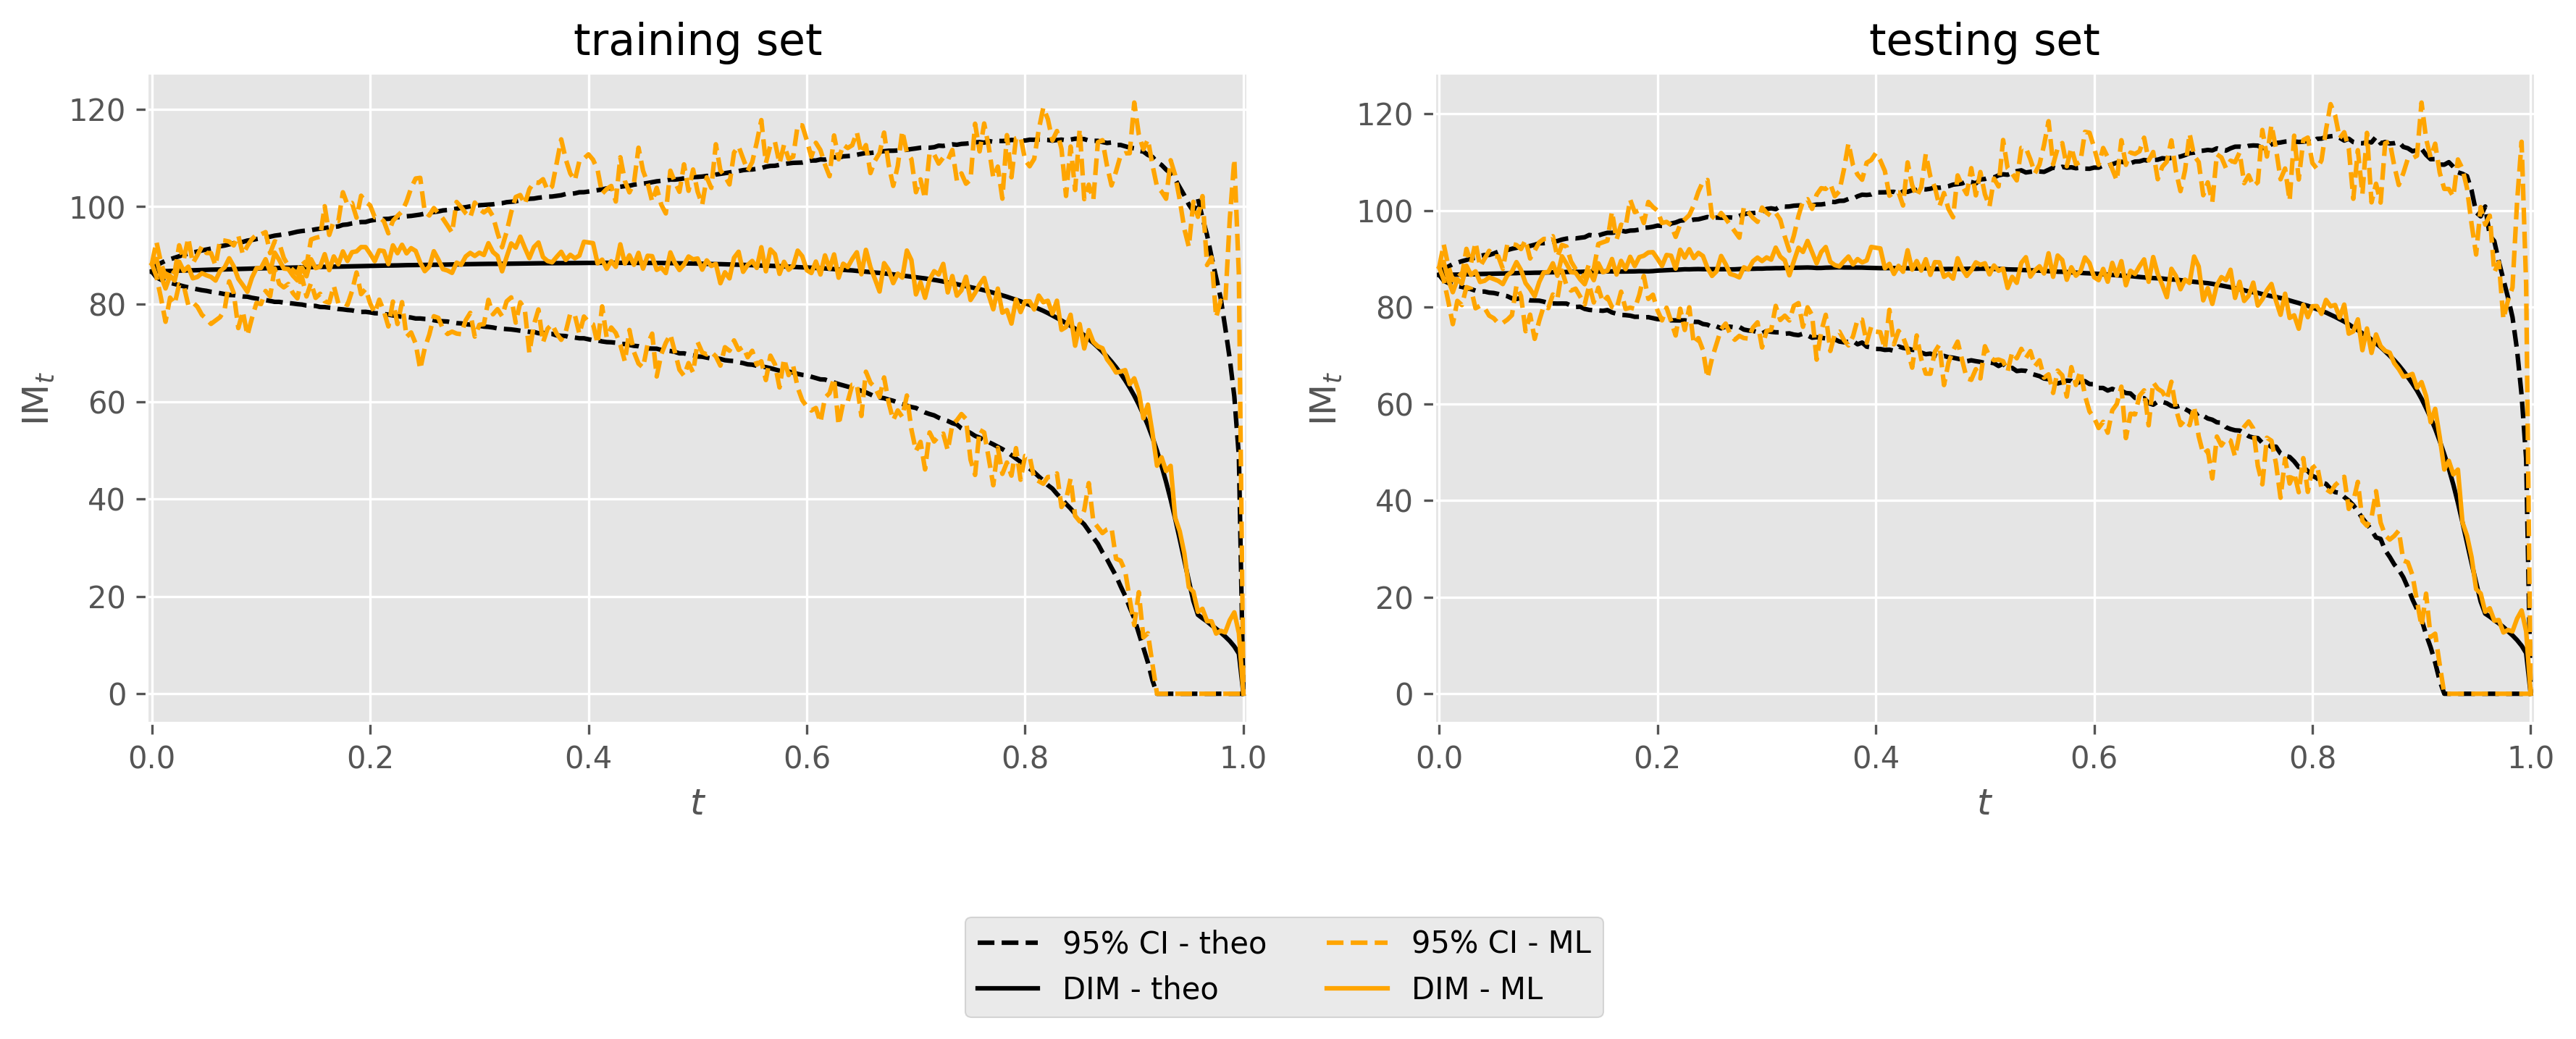 training set
120
100
80
60
40
20
0
IM_t
0.0 0.2 0.4 0.6 0.8 1.0
t
testing set
120
100
80
60
40
20
0
IM_t
0.0 0.2 0.4 0.6 0.8 1.0
t
95% CI - theo
DIM - theo
95% CI - ML
DIM - ML